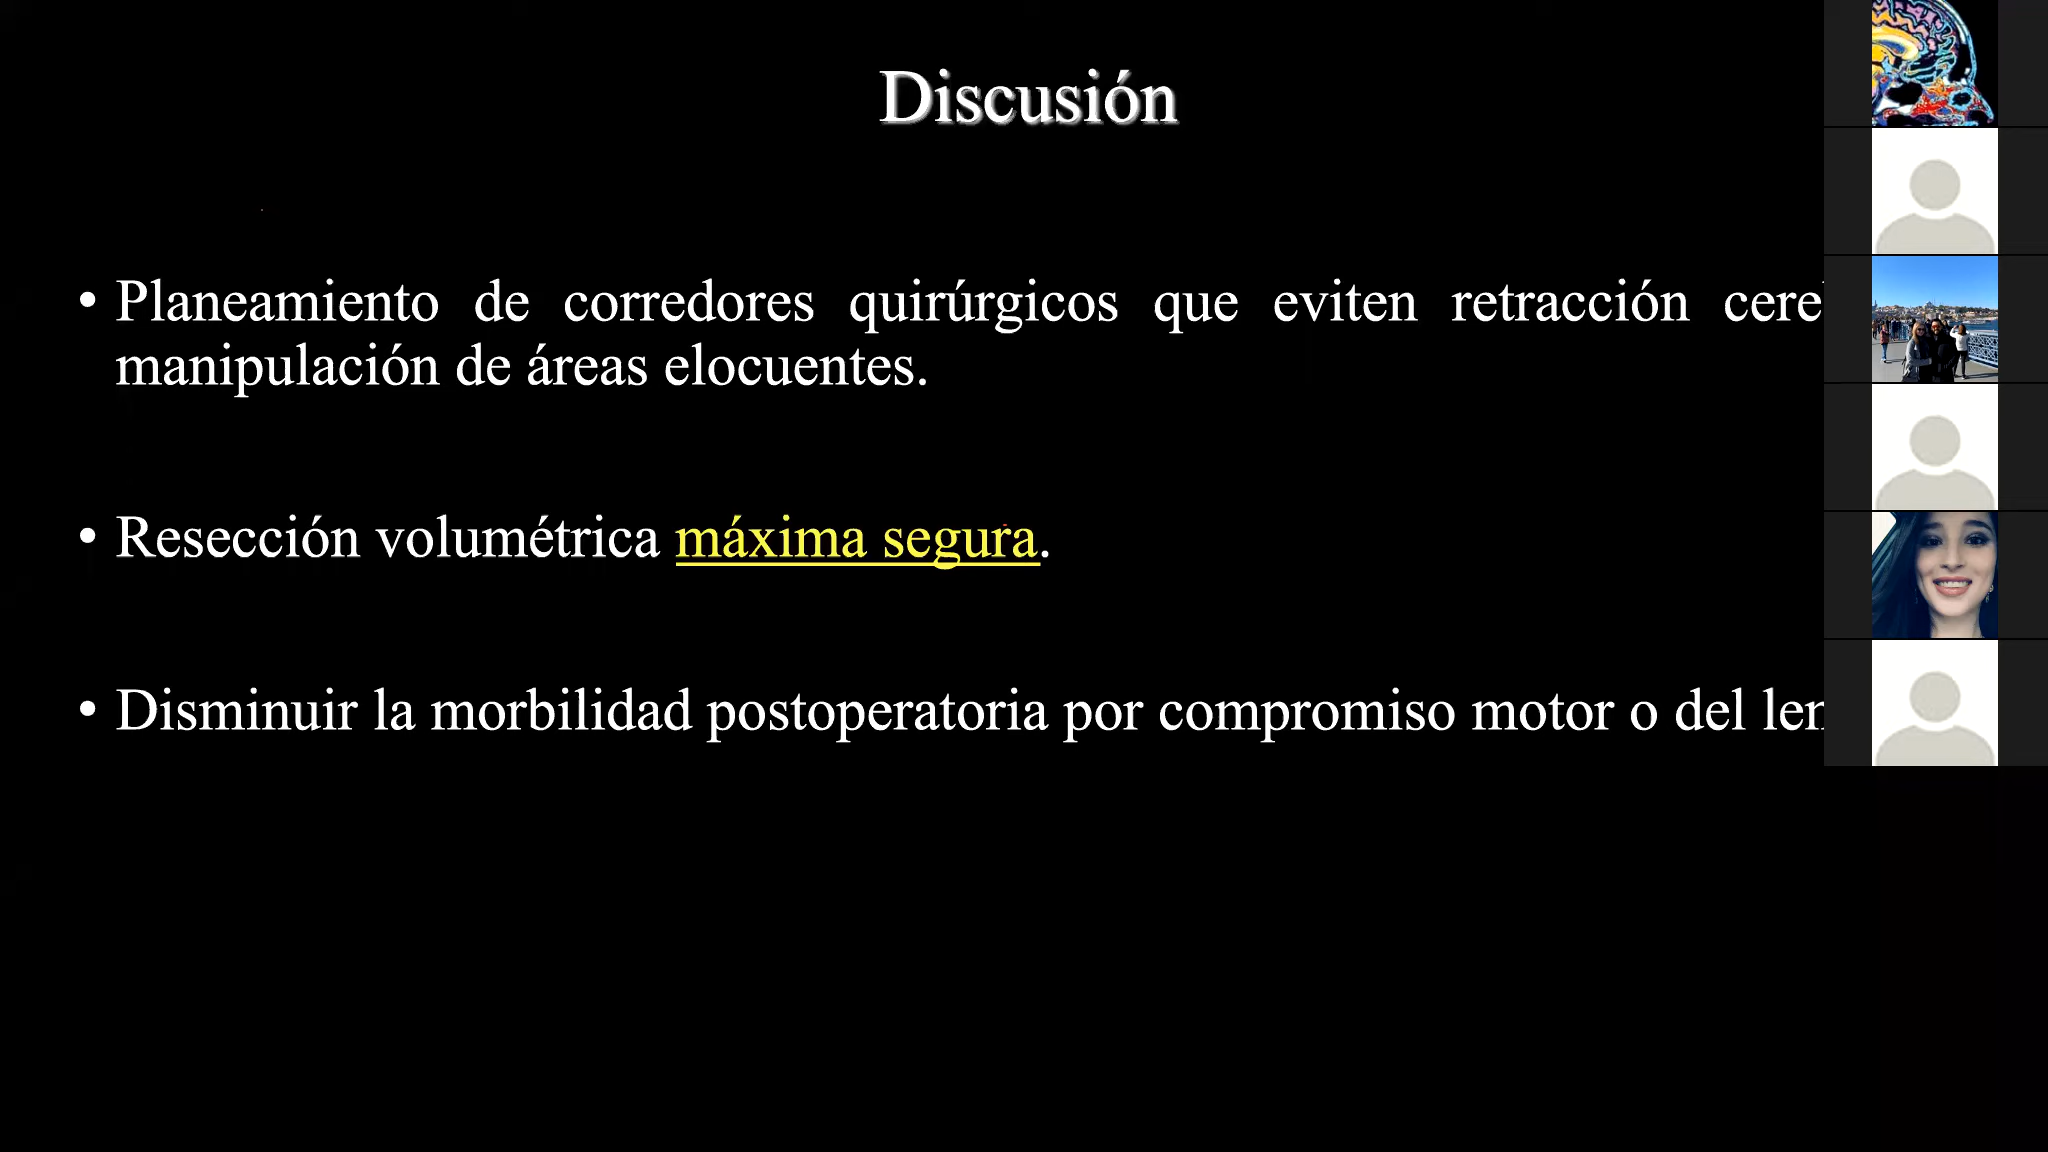 Discusión
• Planeamiento de corredores quirúrgicos que eviten retracción
manipulación de áreas elocuentes.
• Resección volumétrica máxima segura.
• Disminuir la morbilidad postoperatoria por compromiso motor o del